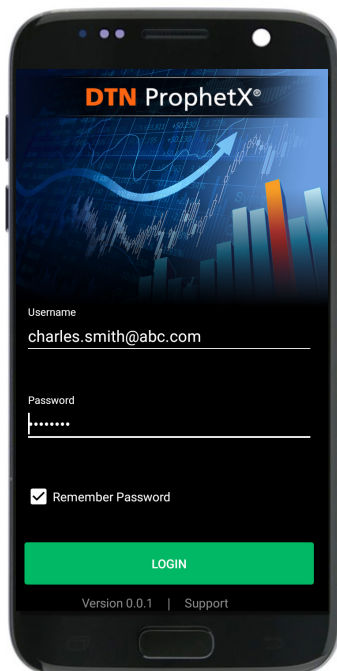 DTN ProphetX®
Username
charles.smith@abc.com
Password
••••••••
Remember Password
LOGIN
Version 0.0.1 | Support